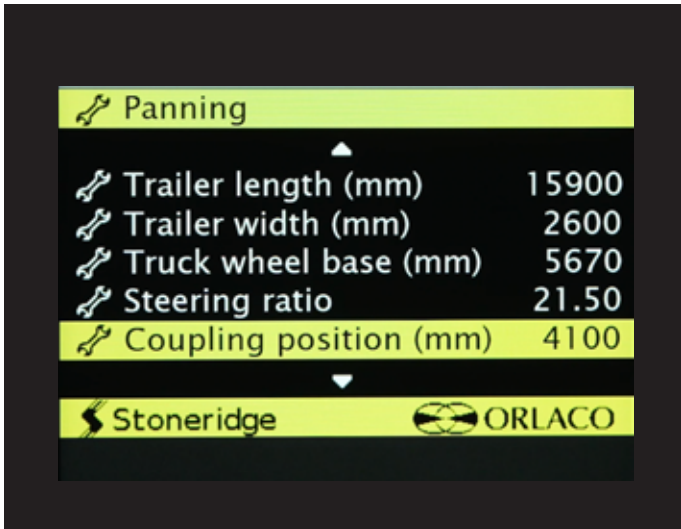 Panning
Trailer length (mm) 15900
Trailer width (mm) 2600
Truck wheel base (mm) 5670
Steering ratio 21.50
Coupling position (mm) 4100
Stoneridge ORLACO